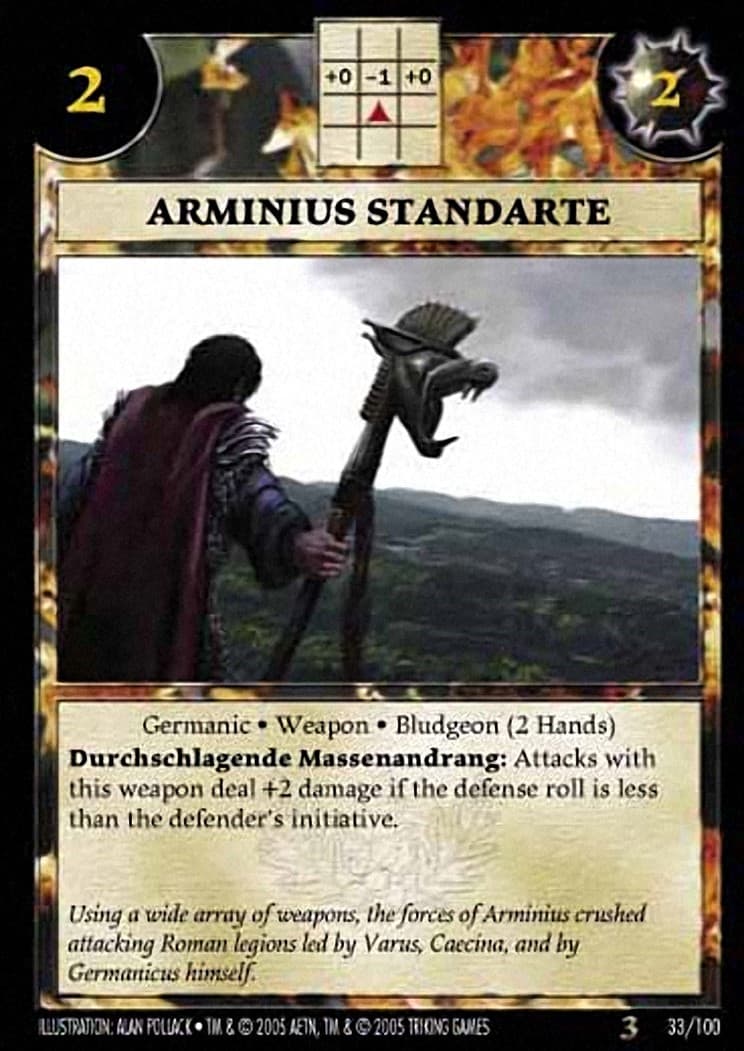 2
+0 -1 +0
2
ARMINIUS STANDARTE
Germanic • Weapon • Bludgeon (2 Hands)
Durchschlagende Massenandrang: Attacks with
this weapon deal +2 damage if the defense roll is less
than the defender's initiative.
Using a wide array of weapons, the forces of Arminius crushed
attacking Roman legions led by Varus, Caecina, and by
Germanicus himself.
ILLUSTRATION: ALAN POLLACK • TM & © 2005 AETN, TM & © 2005 TRIKING GAMES
3 33/100